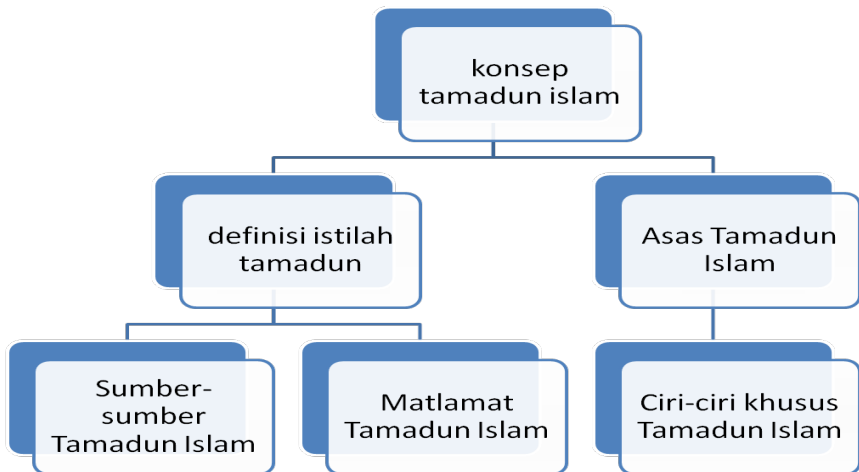 konsep
tamadun islam
definisi istilah
tamadun
Asas Tamadun
Islam
Sumber-
sumber
Tamadun Islam
Matlamat
Tamadun Islam
Ciri-ciri khusus
Tamadun Islam